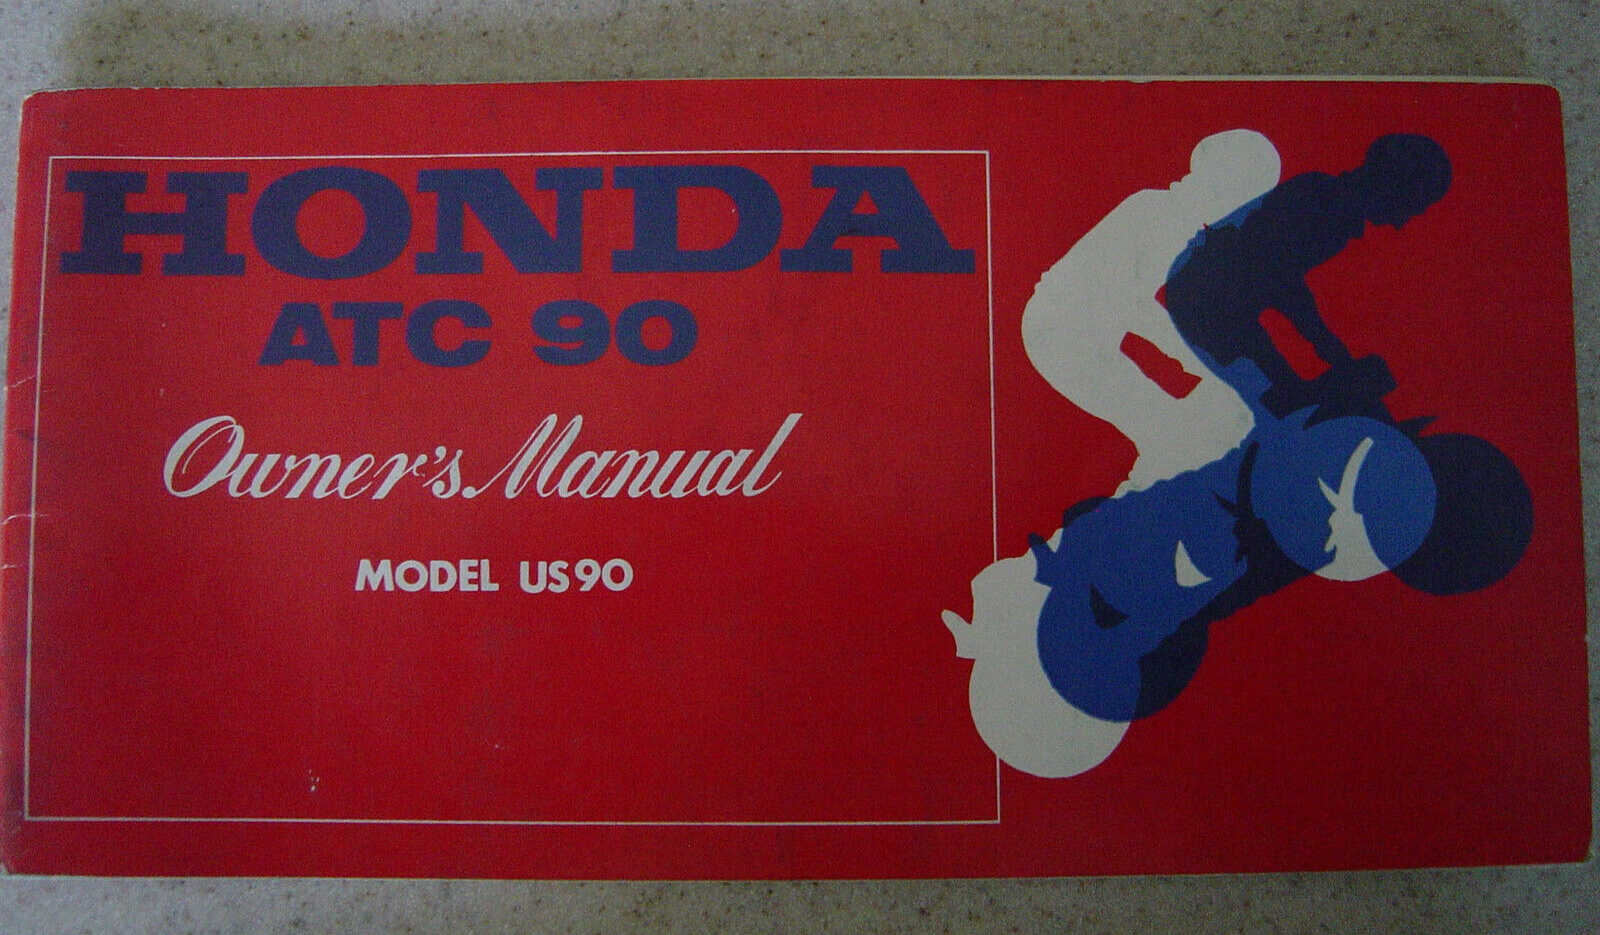 HONDA
ATC 90
Owner's Manual
MODEL US90